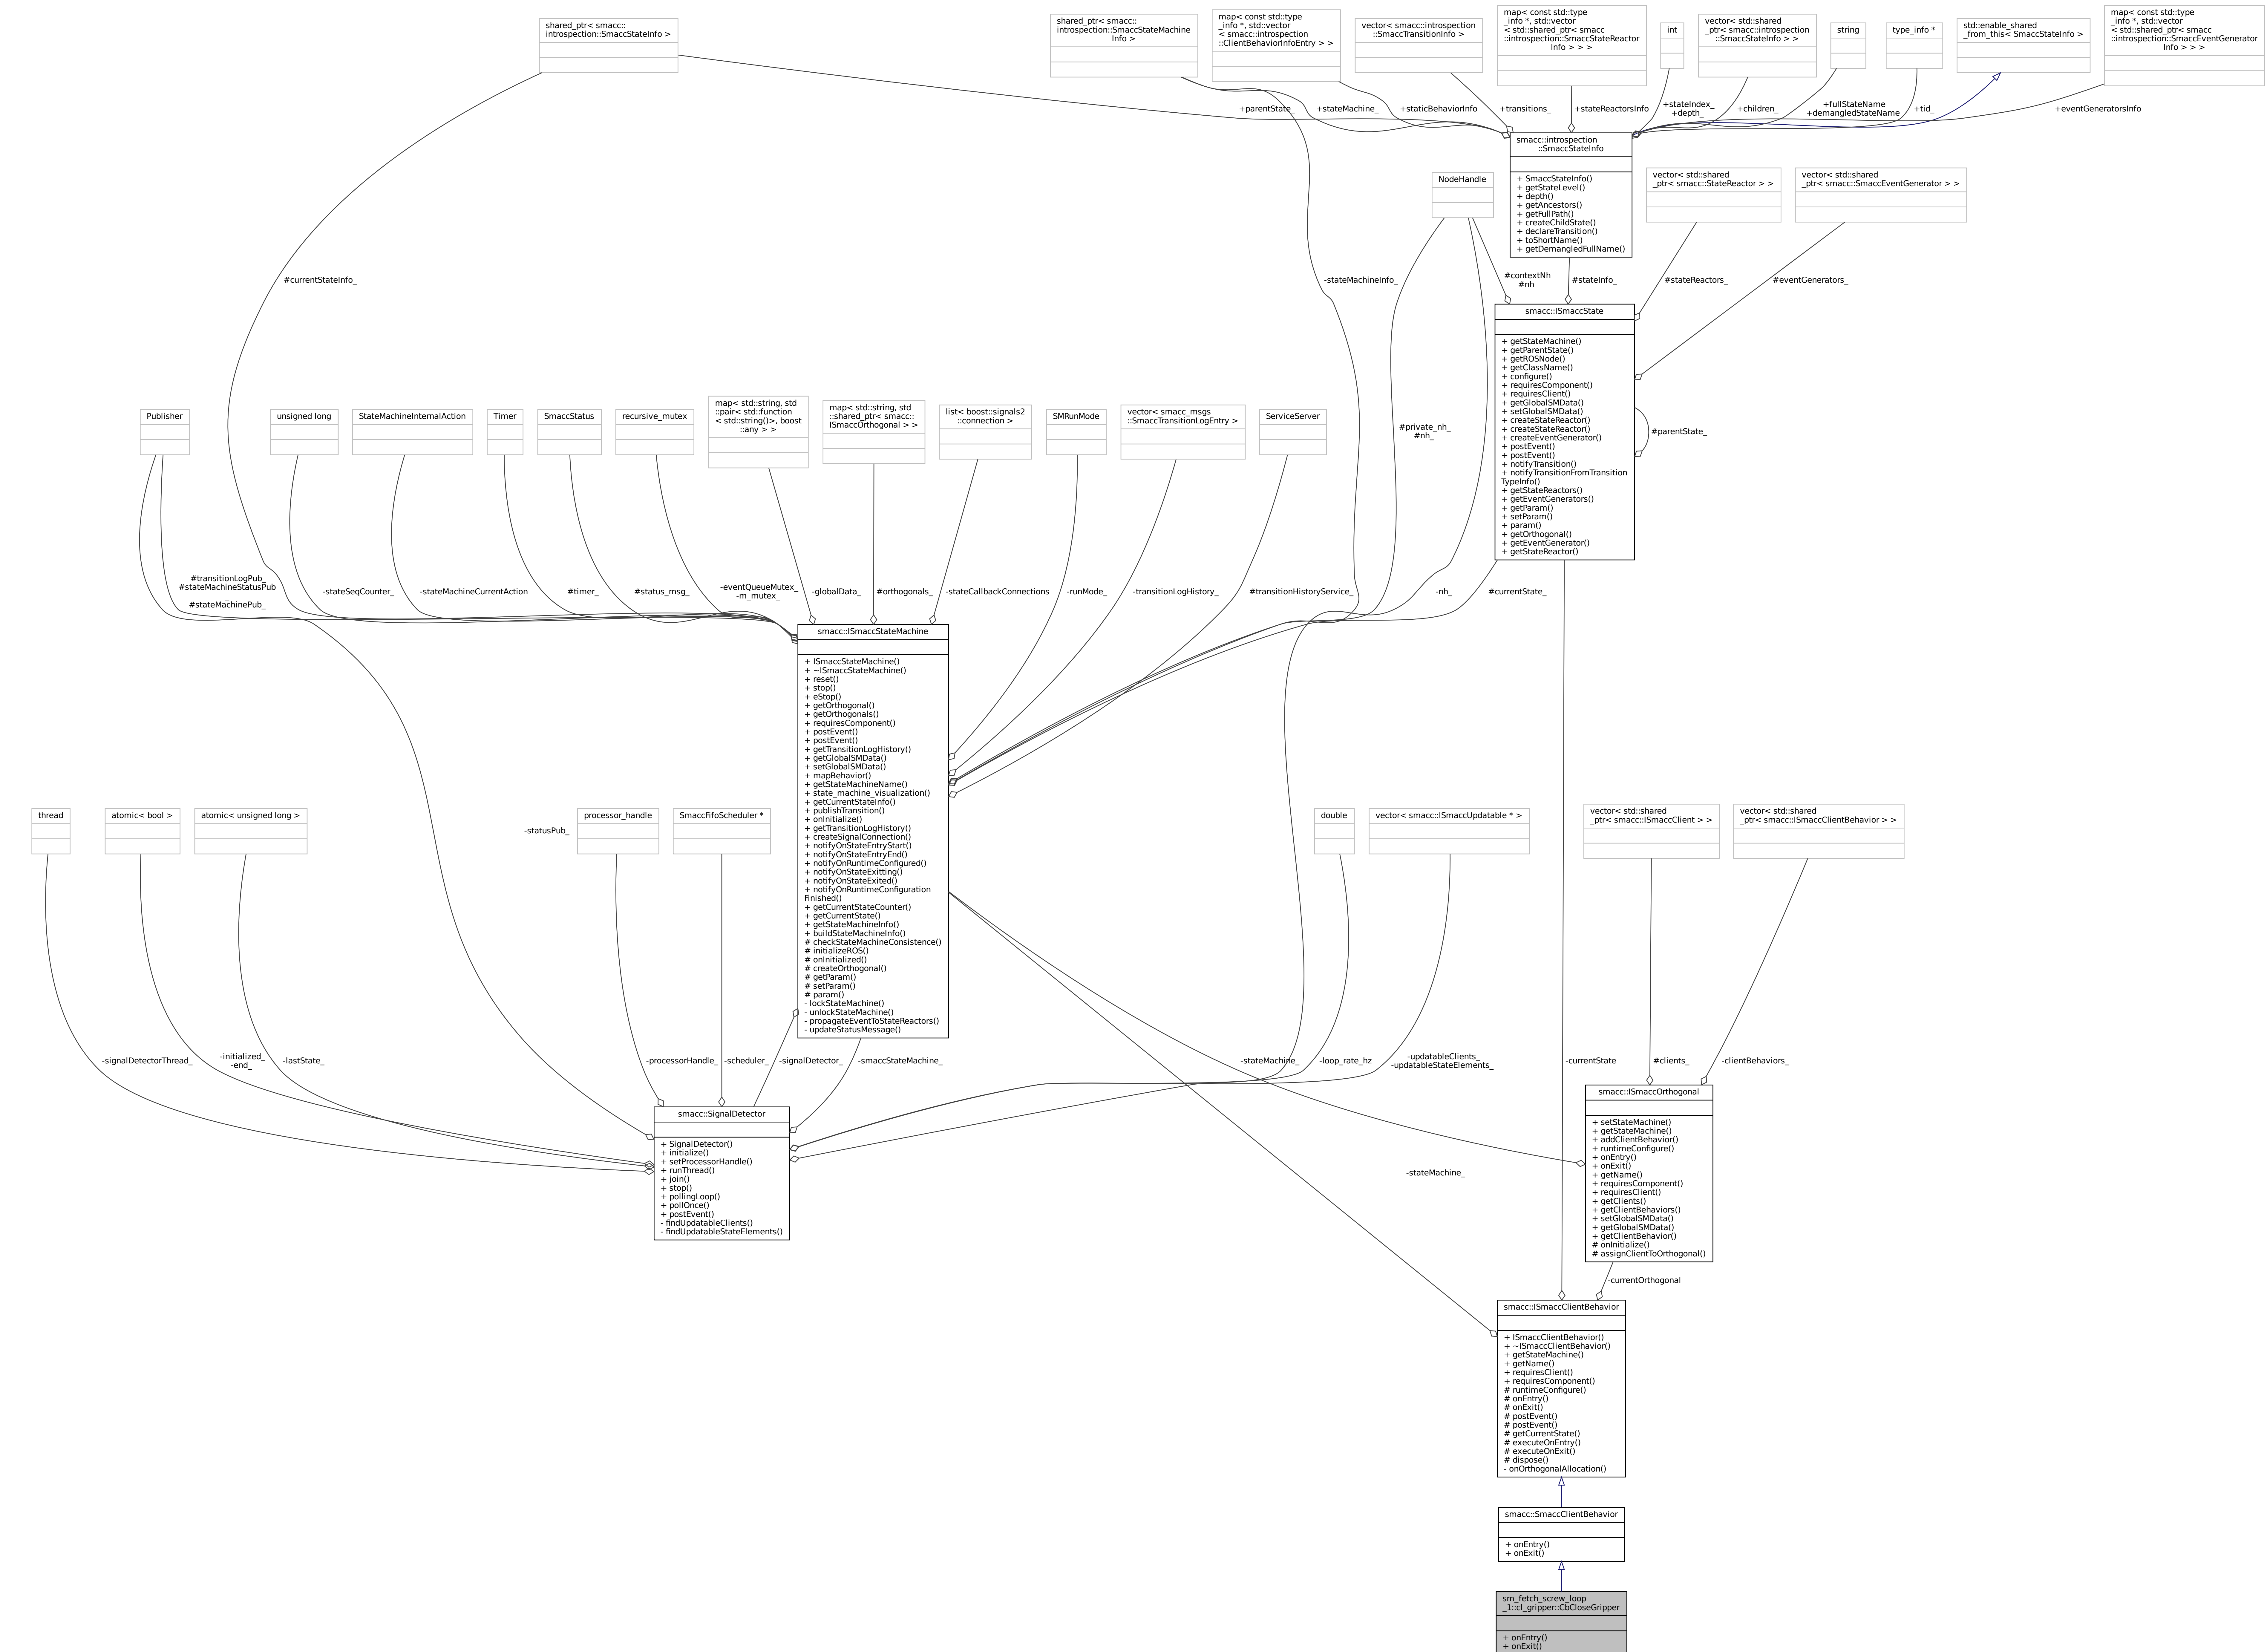 shared_ptr< smacc::
introspection::SmaccStateInfo >
shared_ptr< smacc::
introspection::SmaccStateMachine
Info >
map< const std::type
_info *, std::vector
< smacc::introspection
::ClientBehaviorInfoEntry > >
vector< smacc::introspection
::SmaccTransitionInfo >
map< const std::type
_info *, std::vector
< std::shared_ptr< smacc
::introspection::SmaccStateReactor
Info > > >
int
vector< std::shared
_ptr< smacc::introspection
::SmaccStateInfo > >
string
type_info *
std::enable_shared
_from_this< SmaccStateInfo >
map< const std::type
_info *, std::vector
< std::shared_ptr< smacc
::introspection::SmaccEventGenerator
Info > > >
+parentState_
+stateMachine_
+staticBehaviorInfo
+transitions_
+stateReactorsInfo
+stateIndex_
+depth_
+children_
+fullStateName
+demangledStateName
+tid_
+eventGeneratorsInfo
smacc::introspection
::SmaccStateInfo
+ SmaccStateInfo()
+ getStateLevel()
+ depth()
+ getAncestors()
+ getFullPath()
+ createChildState()
+ declareTransition()
+ toShortName()
+ getDemangledFullName()
NodeHandle
vector< std::shared
_ptr< smacc::StateReactor > >
vector< std::shared
_ptr< smacc::SmaccEventGenerator > >
#currentStateInfo_
-stateMachineInfo_
#contextNh
#nh
#stateInfo_
#stateReactors_
#eventGenerators_
smacc::ISmaccState
+ getStateMachine()
+ getParentState()
+ getROSNode()
+ getClassName()
+ configure()
+ requiresComponent()
+ requiresClient()
+ getGlobalSMData()
+ setGlobalSMData()
+ createStateReactor()
+ createStateReactor()
+ createEventGenerator()
+ postEvent()
+ postEvent()
+ notifyTransition()
+ notifyTransitionFromTransition
TypeInfo()
+ getStateReactors()
+ getEventGenerators()
+ getParam()
+ setParam()
+ param()
+ getOrthogonal()
+ getEventGenerator()
+ getStateReactor()
#parentState_
Publisher
unsigned long
StateMachineInternalAction
Timer
SmaccStatus
recursive_mutex
map< std::string, std
::pair< std::function
< std::string()>, boost
::any > >
map< std::string, std
::shared_ptr< smacc::
ISmaccOrthogonal > >
list< boost::signals2
::connection >
SMRunMode
vector< smacc_msgs
::SmaccTransitionLogEntry >
ServiceServer
#private_nh_
#nh_
#transitionLogPub_
#stateMachineStatusPub
_
#stateMachinePub_
-stateSeqCounter_
-stateMachineCurrentAction
#timer_
#status_msg_
-eventQueueMutex_
-m_mutex_
-globalData_
#orthogonals_
-stateCallbackConnections
-runMode_
-transitionLogHistory_
#transitionHistoryService_
-nh_
#currentState_
smacc::ISmaccStateMachine
+ ISmaccStateMachine()
+ ~ISmaccStateMachine()
+ reset()
+ stop()
+ eStop()
+ getOrthogonal()
+ getOrthogonals()
+ requiresComponent()
+ postEvent()
+ postEvent()
+ getTransitionLogHistory()
+ getGlobalSMData()
+ setGlobalSMData()
+ mapBehavior()
+ getStateMachineName()
+ state_machine_visualization()
+ getCurrentStateInfo()
+ publishTransition()
+ onInitialize()
+ getTransitionLogHistory()
+ createSignalConnection()
+ notifyOnStateEntryStart()
+ notifyOnStateEntryEnd()
+ notifyOnRuntimeConfigured()
+ notifyOnStateExitting()
+ notifyOnStateExited()
+ notifyOnRuntimeConfiguration
Finished()
+ getCurrentStateCounter()
+ getCurrentState()
+ getStateMachineInfo()
+ buildStateMachineInfo()
# checkStateMachineConsistence()
# initializeROS()
# onInitialized()
# createOrthogonal()
# getParam()
# setParam()
# param()
- lockStateMachine()
- unlockStateMachine()
- propagateEventToStateReactors()
- updateStatusMessage()
thread
atomic< bool >
atomic< unsigned long >
-statusPub_
processor_handle
SmaccFifoScheduler *
double
vector< smacc::ISmaccUpdatable * >
vector< std::shared
_ptr< smacc::ISmaccClient > >
vector< std::shared
_ptr< smacc::ISmaccClientBehavior > >
-signalDetectorThread_
-initialized_
-end_
-lastState_
-processorHandle_
-scheduler_
-signalDetector_
-smaccStateMachine_
-stateMachine_
-loop_rate_hz
-updatableClients_
-updatableStateElements_
-currentState
#clients_
-clientBehaviors_
smacc::SignalDetector
+ SignalDetector()
+ initialize()
+ setProcessorHandle()
+ runThread()
+ join()
+ stop()
+ pollingLoop()
+ pollOnce()
+ postEvent()
- findUpdatableClients()
- findUpdatableStateElements()
smacc::ISmaccOrthogonal
+ setStateMachine()
+ getStateMachine()
+ addClientBehavior()
+ runtimeConfigure()
+ onEntry()
+ onExit()
+ getName()
+ requiresComponent()
+ requiresClient()
+ getClients()
+ getClientBehaviors()
+ setGlobalSMData()
+ getGlobalSMData()
+ getClientBehavior()
# onInitialize()
# assignClientToOrthogonal()
-stateMachine_
-currentOrthogonal
smacc::ISmaccClientBehavior
+ ISmaccClientBehavior()
+ ~ISmaccClientBehavior()
+ getStateMachine()
+ getName()
+ requiresClient()
+ requiresComponent()
# runtimeConfigure()
# onEntry()
# onExit()
# postEvent()
# postEvent()
# getCurrentState()
# executeOnEntry()
# executeOnExit()
# dispose()
- onOrthogonalAllocation()
smacc::SmaccClientBehavior
+ onEntry()
+ onExit()
sm_fetch_screw_loop
_1::cl_gripper::CbCloseGripper
+ onEntry()
+ onExit()